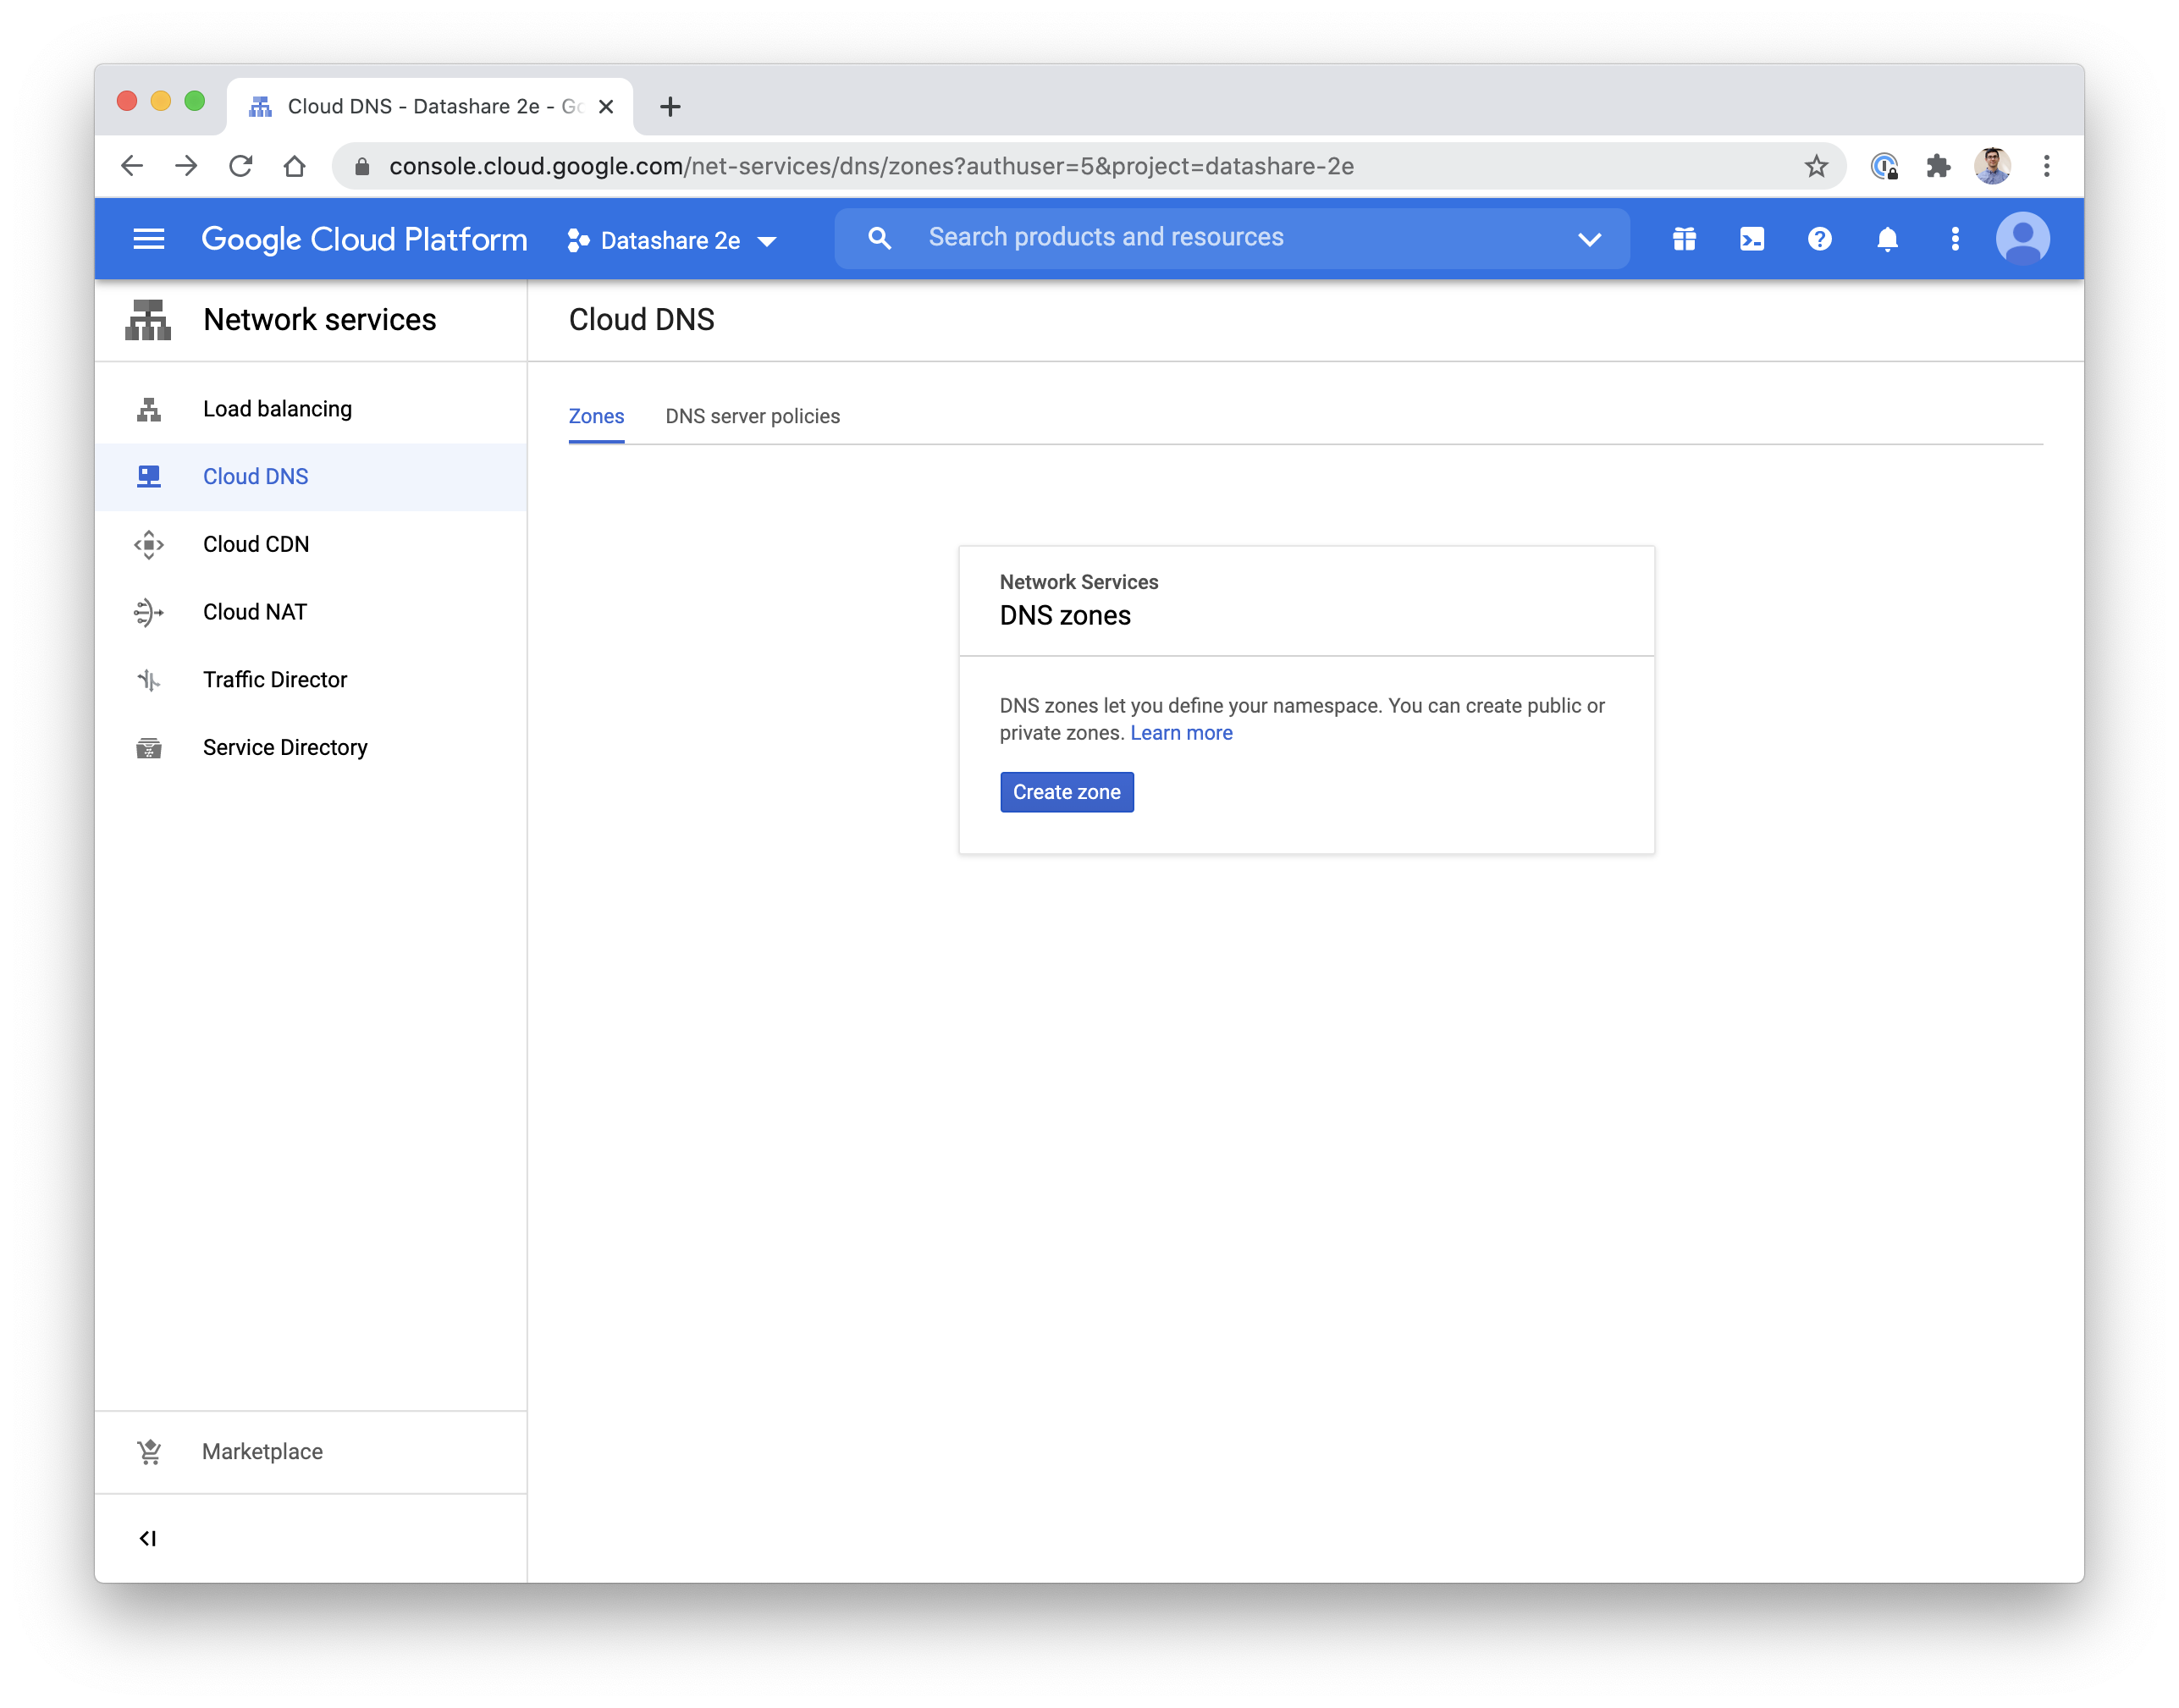 Cloud DNS - Datashare 2e - Go
console.cloud.google.com/net-services/dns/zones?authuser=5&project=datashare-2e
Google Cloud Platform
Datashare 2e
Search products and resources
Network services
Cloud DNS
Load balancing
Cloud DNS
Cloud CDN
Cloud NAT
Traffic Director
Service Directory
Marketplace
Zones
DNS server policies
Network Services
DNS zones
DNS zones let you define your namespace. You can create public or
private zones. Learn more
Create zone